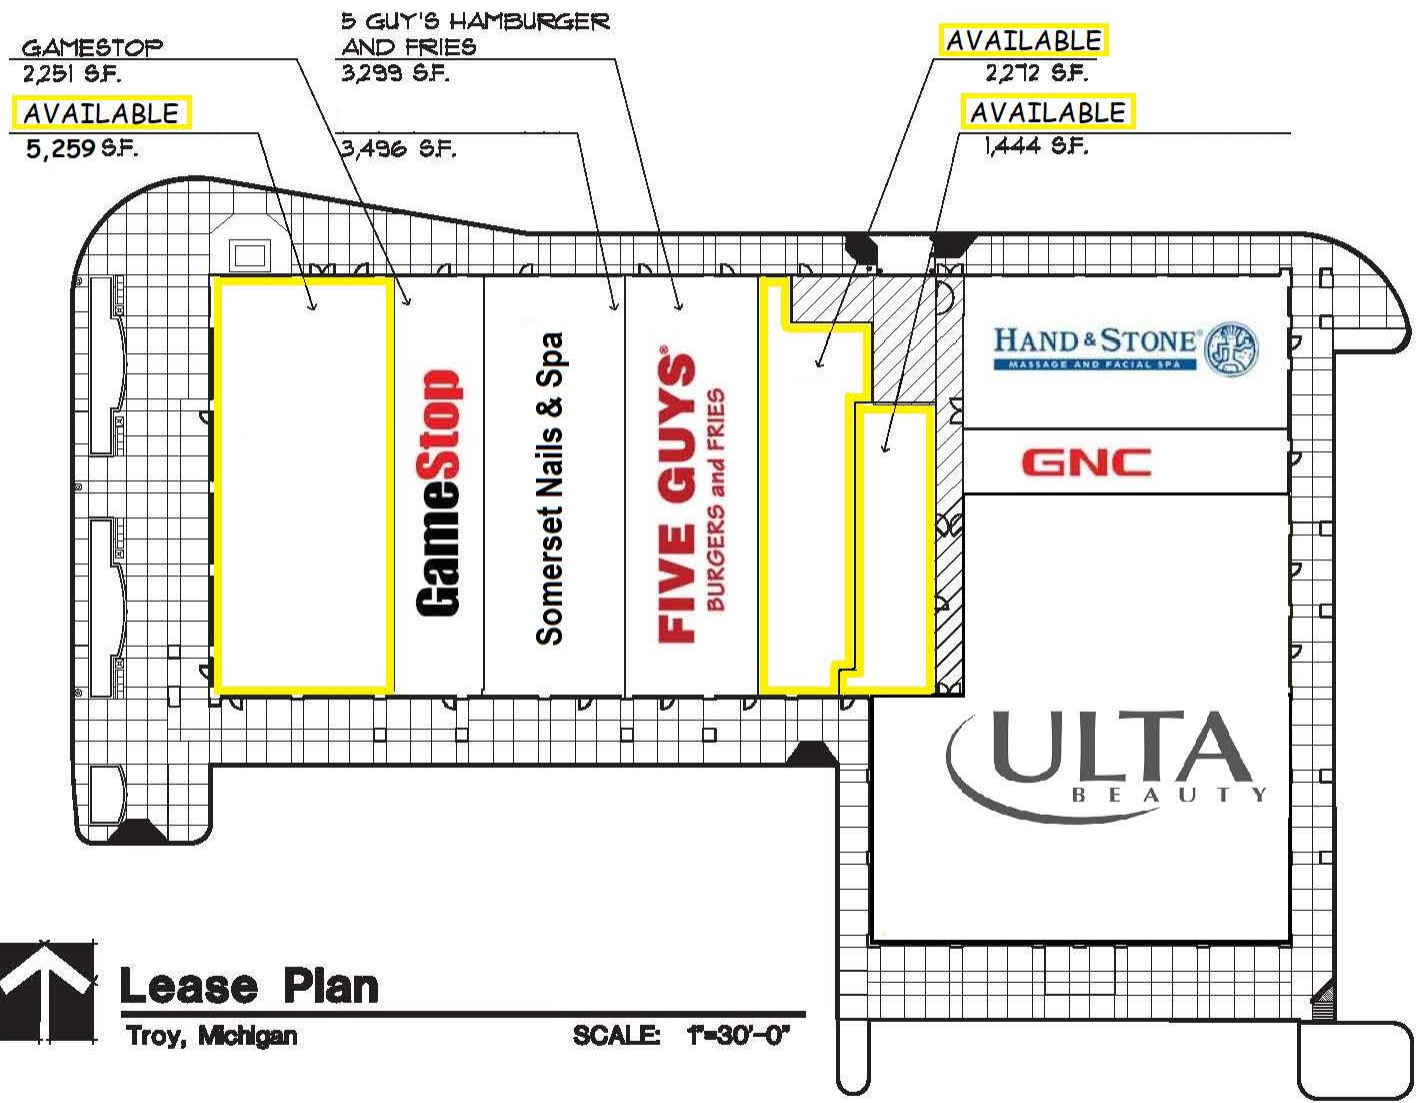 GAMESTOP
2,251 S.F.
AVAILABLE
5,259 S.F.
5 GUY'S HAMBURGER
AND FRIES
3,299 S.F.
3,496 S.F.
AVAILABLE
2,272 S.F.
AVAILABLE
1,444 S.F.
GameStop
Somerset Nails & Spa
FIVE GUYS®
BURGERS and FRIES
HAND & STONE®
MASSAGE AND FACIAL SPA
GNC
ULTA
BEAUTY
Lease Plan
Troy, Michigan
SCALE: 1"=30'-0"